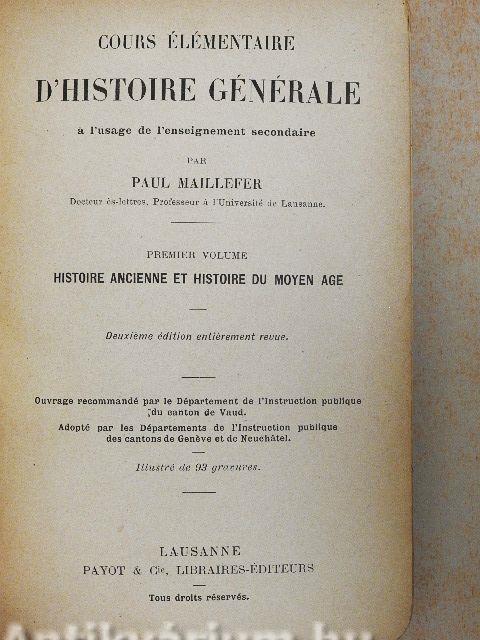 COURS ÉLÉMENTAIRE
D'HISTOIRE GÉNÉRALE
à l'usage de l'enseignement secondaire
PAR
PAUL MAILLEFER
Docteur ès-lettres, Professeur à l'Université de Lausanne.
PREMIER VOLUME
HISTOIRE ANCIENNE ET HISTOIRE DU MOYEN AGE
Deuxième édition entièrement revue.
Ouvrage recommandé par le Département de l'Instruction publique
du canton de Vaud.
Adopté par les Départements de l'Instruction publique
des cantons de Genève et de Neuchâtel.
Illustré de 93 gravures.
LAUSANNE
PAYOT & Cie, LIBRAIRES-ÉDITEURS
Tous droits réservés.